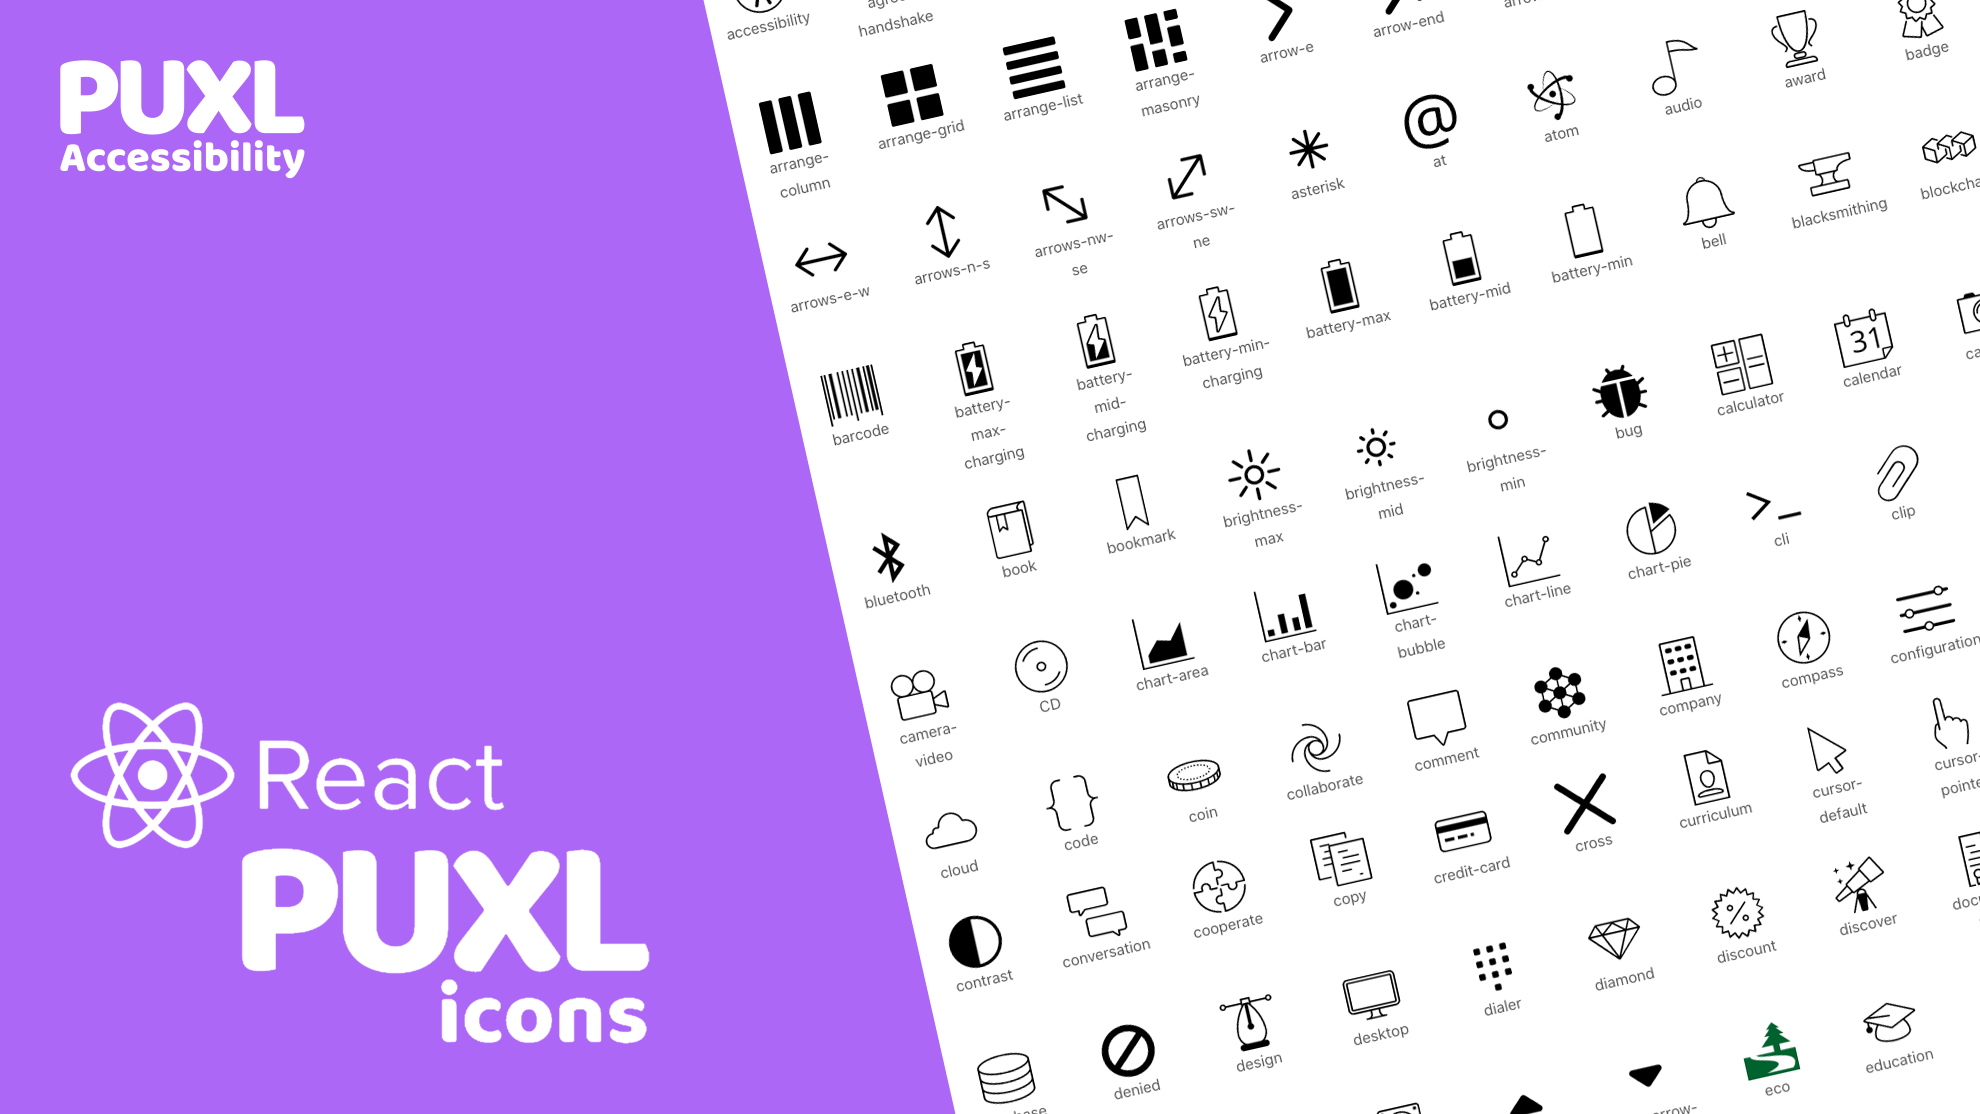 PUXL
Accessibility
React
PUXL
icons
accessibility
handshake
arrow-e
arrow-end
award
badge
arrange-
column
arrange-grid
arrange-list
arrange-
masonry
asterisk
@
at
atom
audio
arrows-e-w
arrows-n-s
arrows-nw-
se
arrows-sw-
ne
battery-max
battery-mid
battery-min
bell
blacksmithing
barcode
battery-
max-
charging
battery-
mid-
charging
battery-min-
charging
brightness-
min
bug
calculator
31
calendar
bluetooth
book
bookmark
brightness-
max
brightness-
mid
chart-line
chart-pie
cli
clip
camera-
video
CD
chart-area
chart-bar
chart-
bubble
community
company
compass
configuration
cloud
code
coin
collaborate
comment
cross
curriculum
cursor-
default
cursor-
contrast
conversation
cooperate
copy
credit-card
diamond
discount
discover
denied
design
desktop
dialer
eco
education